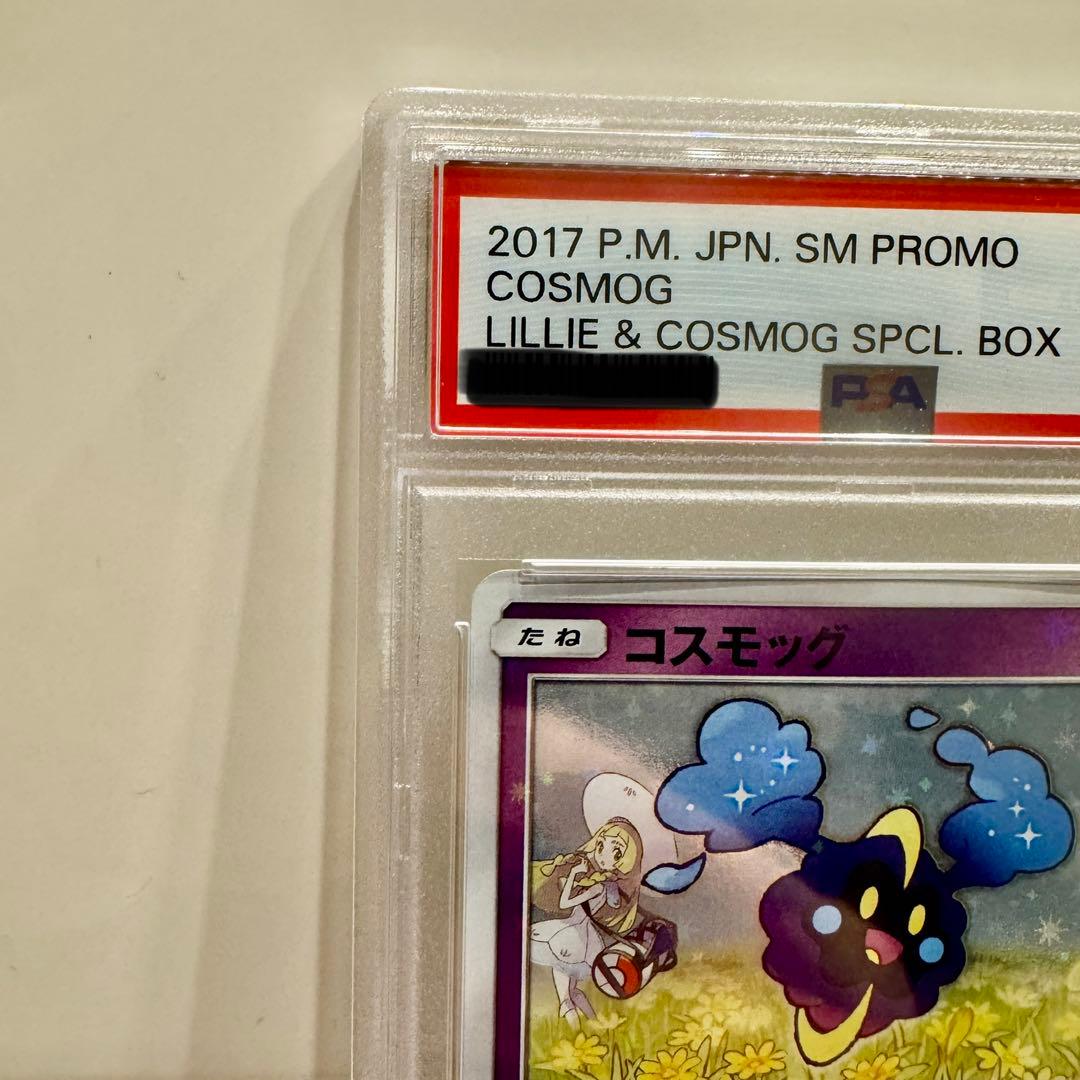 2017 P.M. JPN. SM PROMO
COSMOG
LILLIE & COSMOG SPCL. BOX
PSA
たね コスモッグ